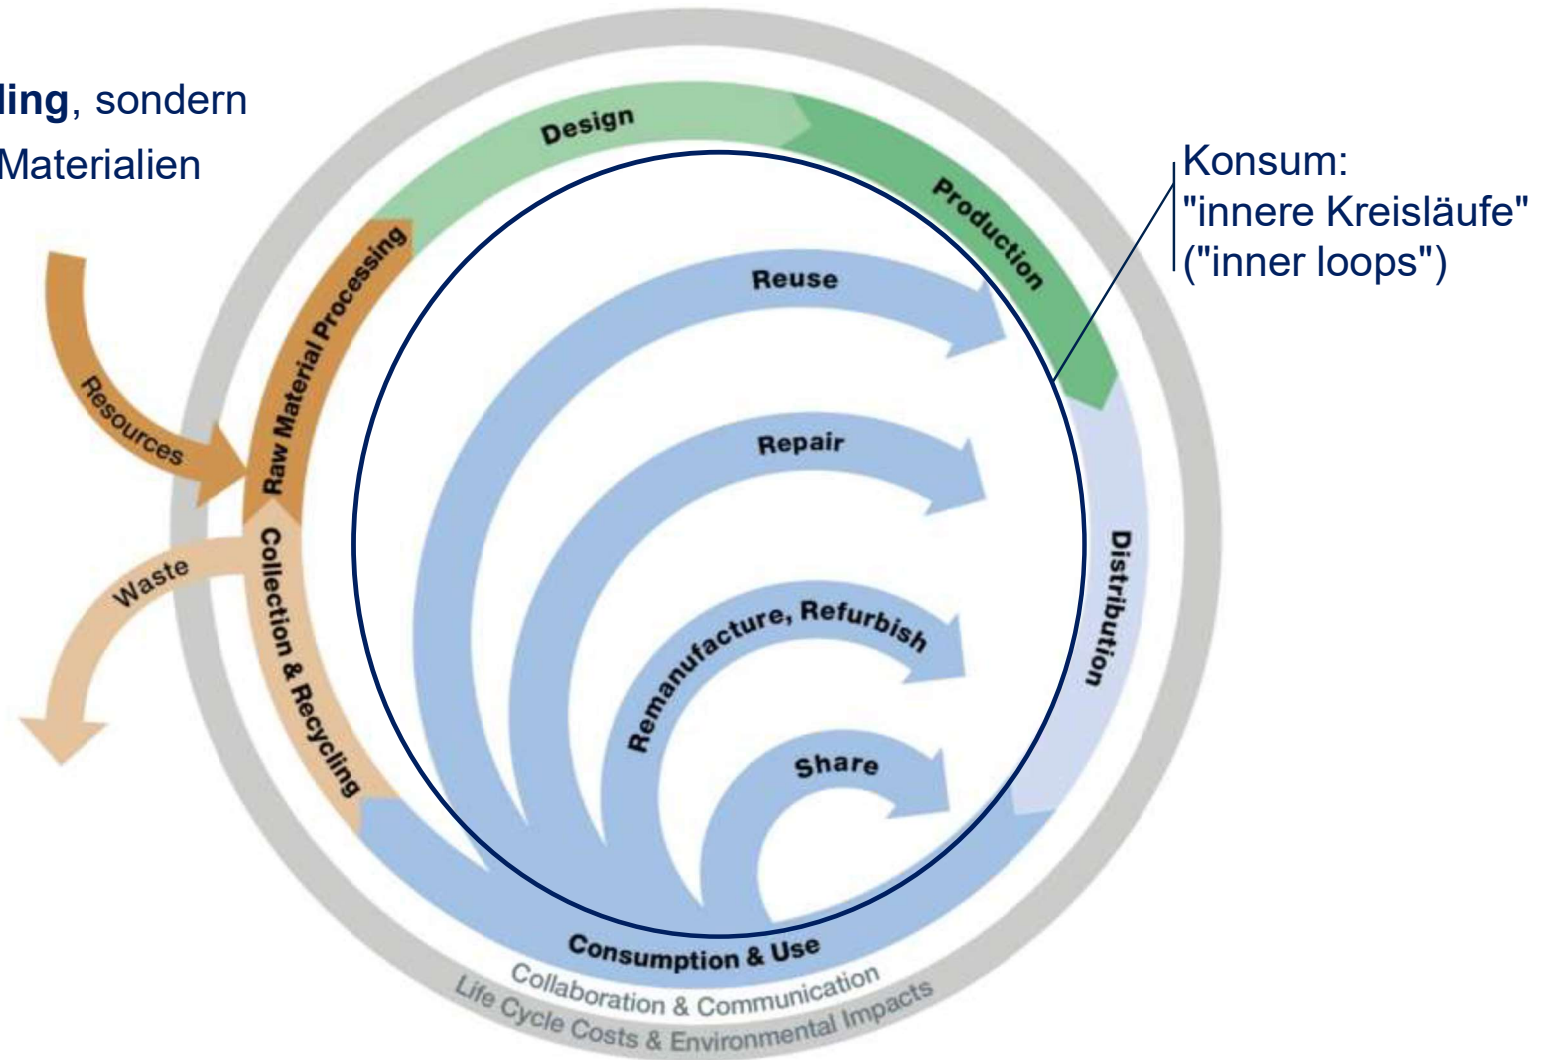 ling, sondern
Materialien
Design
Production
Konsum:
"innere Kreisläufe"
("inner loops")
Raw Material Processing
Reuse
Resources
Repair
Distribution
Waste
Collection & Recycling
Remanufacture, Refurbish
Share
Consumption & Use
Collaboration & Communication
Life Cycle Costs & Environmental Impacts